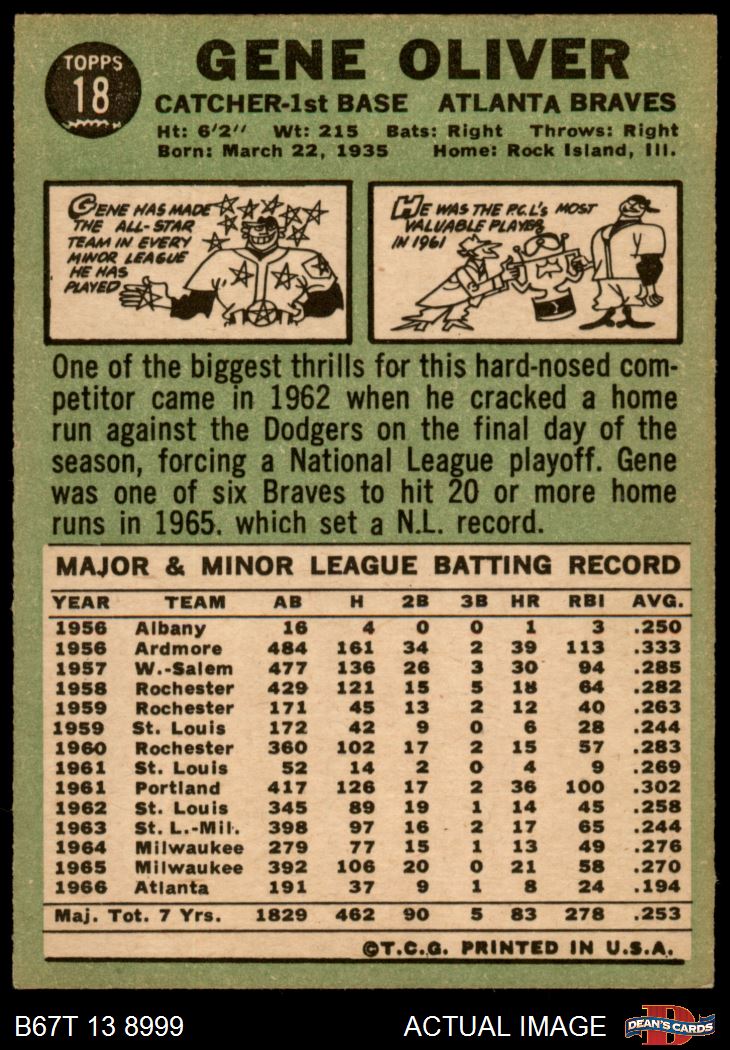 TOPPS
18
GENE OLIVER
CATCHER-1st BASE ATLANTA BRAVES
Ht: 6'2" Wt: 215 Bats: Right Throws: Right
Born: March 22, 1935 Home: Rock Island, Ill.
GENE HAS MADE
THE ALL-STAR
TEAM IN EVERY
MINOR LEAGUE
HE HAS
PLAYED
HE WAS THE P.C.L'S MOST
VALUABLE PLAYER
IN 1961
One of the biggest thrills for this hard-nosed com-
petitor came in 1962 when he cracked a home
run against the Dodgers on the final day of the
season, forcing a National League playoff. Gene
was one of six Braves to hit 20 or more home
runs in 1965, which set a N.L. record.
MAJOR & MINOR LEAGUE BATTING RECORD
YEAR TEAM AB H 2B 3B HR RBI AVG.
1956 Albany 16 4 0 0 1 3 .250
1956 Ardmore 484 161 34 2 39 113 .333
1957 W.-Salem 477 136 26 3 30 94 .285
1958 Rochester 429 121 15 5 18 64 .282
1959 Rochester 171 45 13 2 12 40 .263
1959 St. Louis 172 42 9 0 6 28 .244
1960 Rochester 360 102 17 2 15 57 .283
1961 St. Louis 52 14 2 0 4 9 .269
1961 Portland 417 126 17 2 36 100 .302
1962 St. Louis 345 89 19 1 14 45 .258
1963 St. L.-Mil. 398 97 16 2 17 65 .244
1964 Milwaukee 279 77 15 1 13 49 .276
1965 Milwaukee 392 106 20 0 21 58 .270
1966 Atlanta 191 37 9 1 8 24 .194
Maj. Tot. 7 Yrs. 1829 462 90 5 83 278 .253
©T.C.G. PRINTED IN U.S.A.
B67T 13 8999
ACTUAL IMAGE
D
DEAN'S CARDS